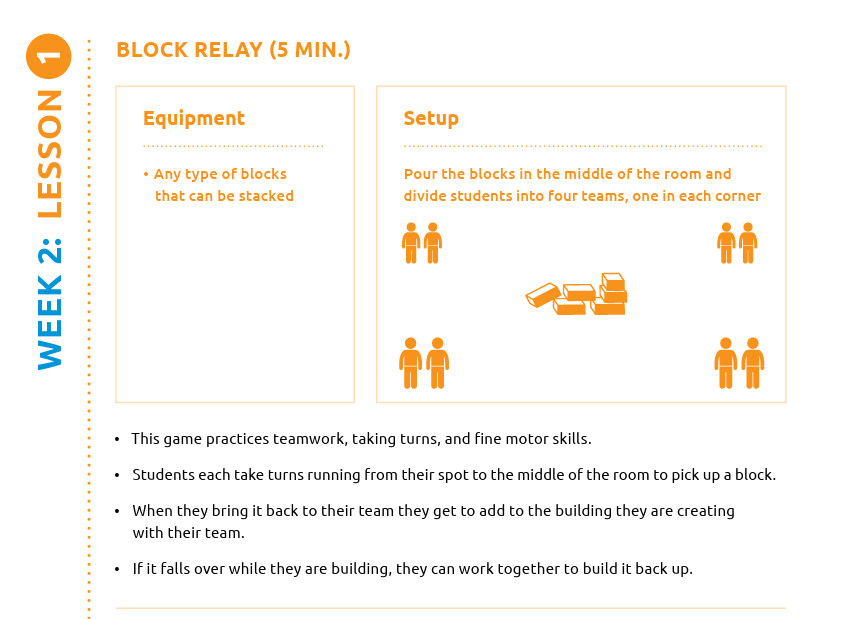 WEEK 2: LESSON 1
BLOCK RELAY (5 MIN.)
Equipment
• Any type of blocks
that can be stacked
Setup
Pour the blocks in the middle of the room and
divide students into four teams, one in each corner
• This game practices teamwork, taking turns, and fine motor skills.
• Students each take turns running from their spot to the middle of the room to pick up a block.
• When they bring it back to their team they get to add to the building they are creating
with their team.
• If it falls over while they are building, they can work together to build it back up.